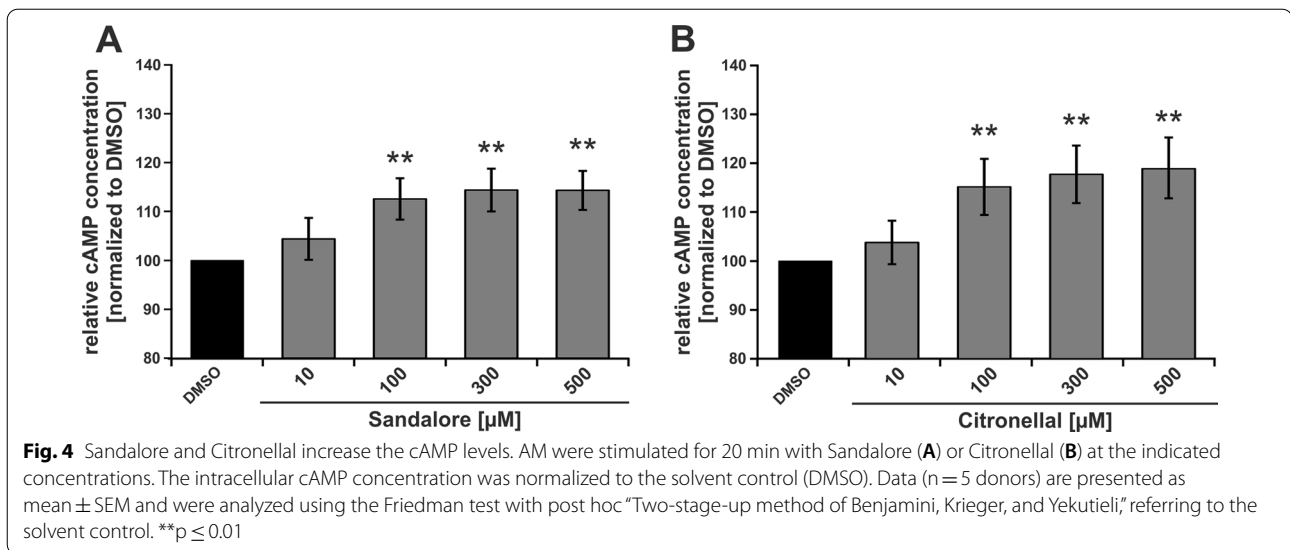 A
relative cAMP concentration
[normalized to DMSO]
140
130
120
110
100
90
80
**
**
**
DMSO
10
100
300
500
Sandalore [µM]
B
relative cAMP concentration
[normalized to DMSO]
140
130
120
110
100
90
80
**
**
**
DMSO
10
100
300
500
Citronellal [µM]
Fig. 4 Sandalore and Citronellal increase the cAMP levels. AM were stimulated for 20 min with Sandalore (A) or Citronellal (B) at the indicated
concentrations. The intracellular cAMP concentration was normalized to the solvent control (DMSO). Data (n = 5 donors) are presented as
mean ± SEM and were analyzed using the Friedman test with post hoc “Two-stage-up method of Benjamini, Krieger, and Yekutieli,” referring to the
solvent control. **p ≤ 0.01